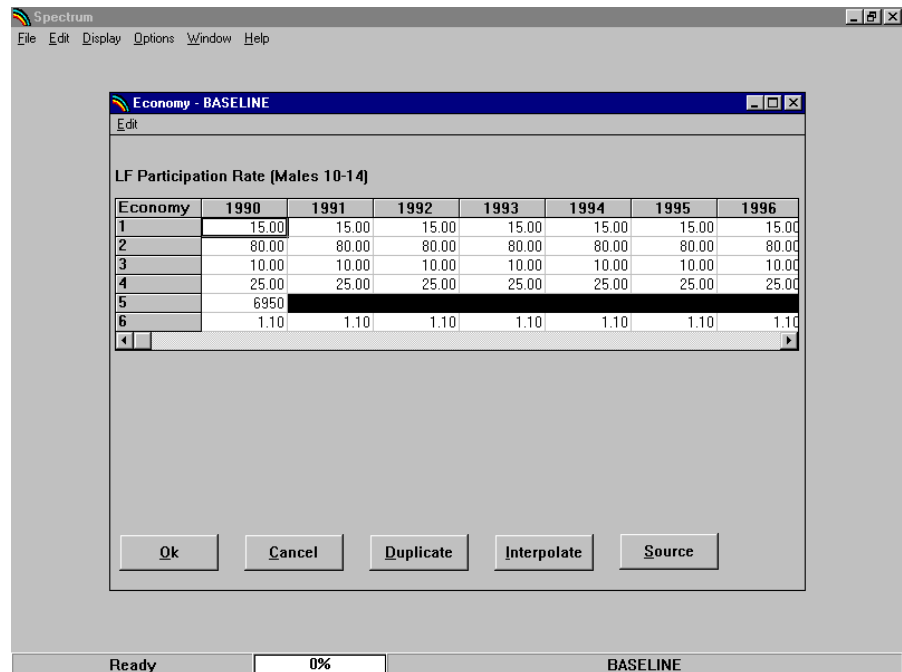 Spectrum
File Edit Display Options Window Help
Economy - BASELINE
Edit
LF Participation Rate (Males 10-14)
Economy 1990 1991 1992 1993 1994 1995 1996
1 15.00 15.00 15.00 15.00 15.00 15.00 15.00
2 80.00 80.00 80.00 80.00 80.00 80.00 80.00
3 10.00 10.00 10.00 10.00 10.00 10.00 10.00
4 25.00 25.00 25.00 25.00 25.00 25.00 25.00
5 6950
6 1.10 1.10 1.10 1.10 1.10 1.10 1.10
Ok Cancel Duplicate Interpolate Source
Ready 0% BASELINE